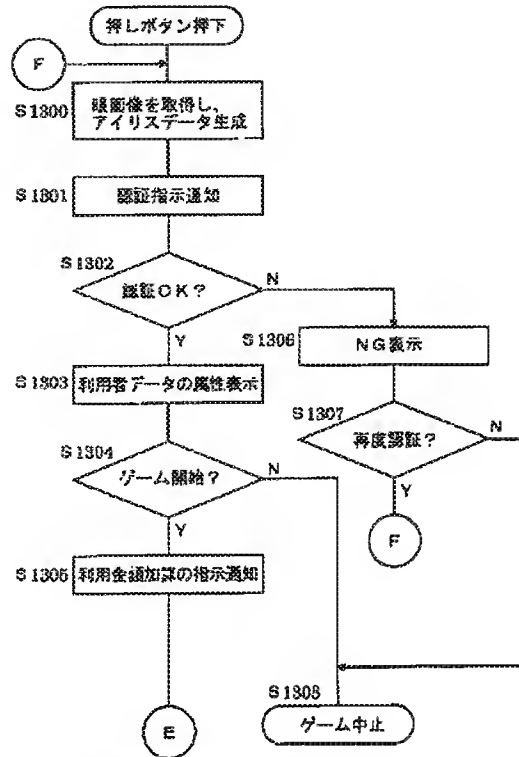 押しボタン押下
F
S1300
眼画像を取得し、
アイリスデータ生成
S1301
認証指示通知
S1302
認証OK?
N
Y
S1306
NG表示
S1303
利用者データの属性表示
S1307
再度認証?
N
Y
F
S1304
ゲーム開始?
N
Y
S1305
利用金額加算の指示通知
E
S1308
ゲーム中止